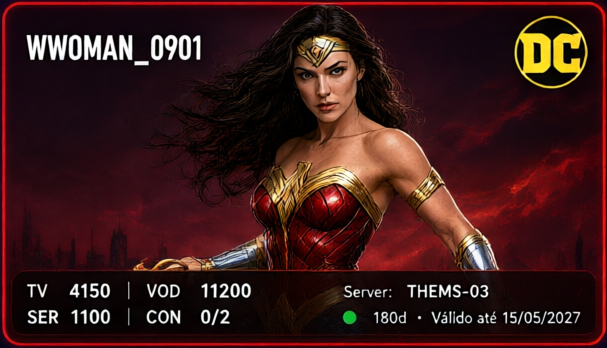 WWOMAN_0901
DC
TV 4150 | VOD 11200
SER 1100 | CON 0/2
Server: THEMS-03
180d • Válido até 15/05/2027